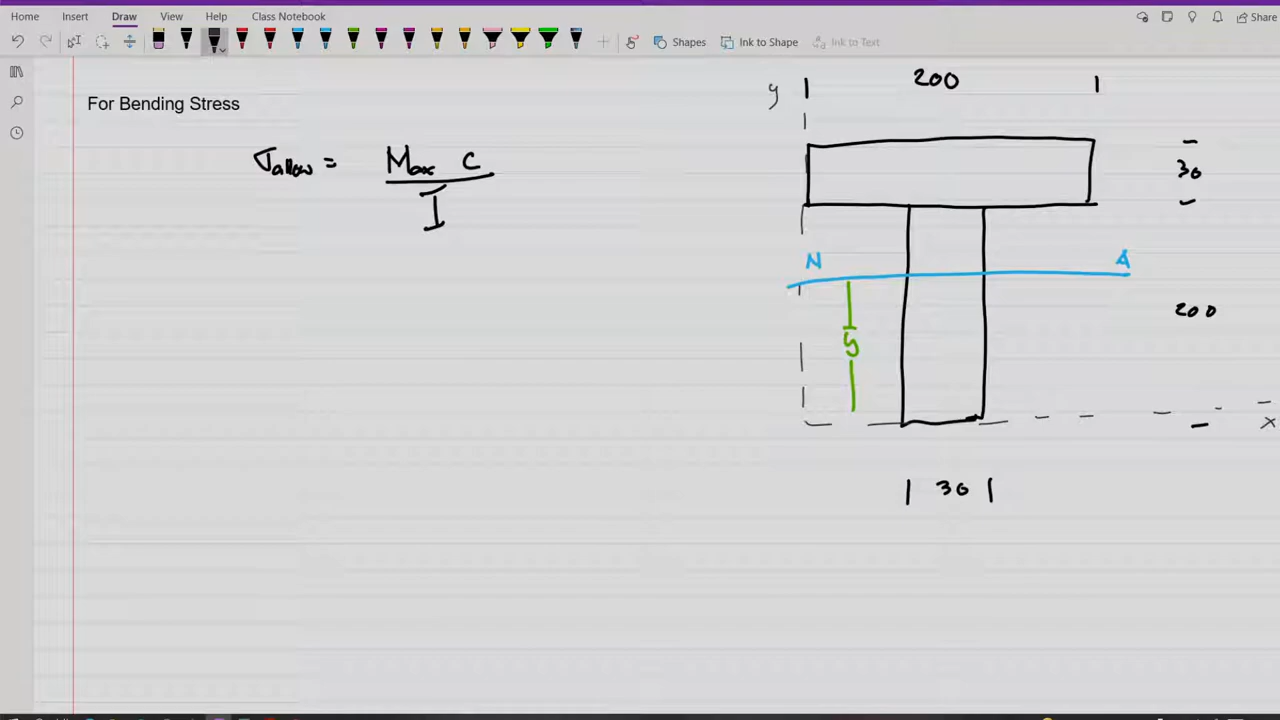 Home Insert Draw View Help Class Notebook Share
Shapes Ink to Shape Ink to Text
For Bending Stress
σallow = Max C
I
y 200
30
N A
200
ȳ
x
30